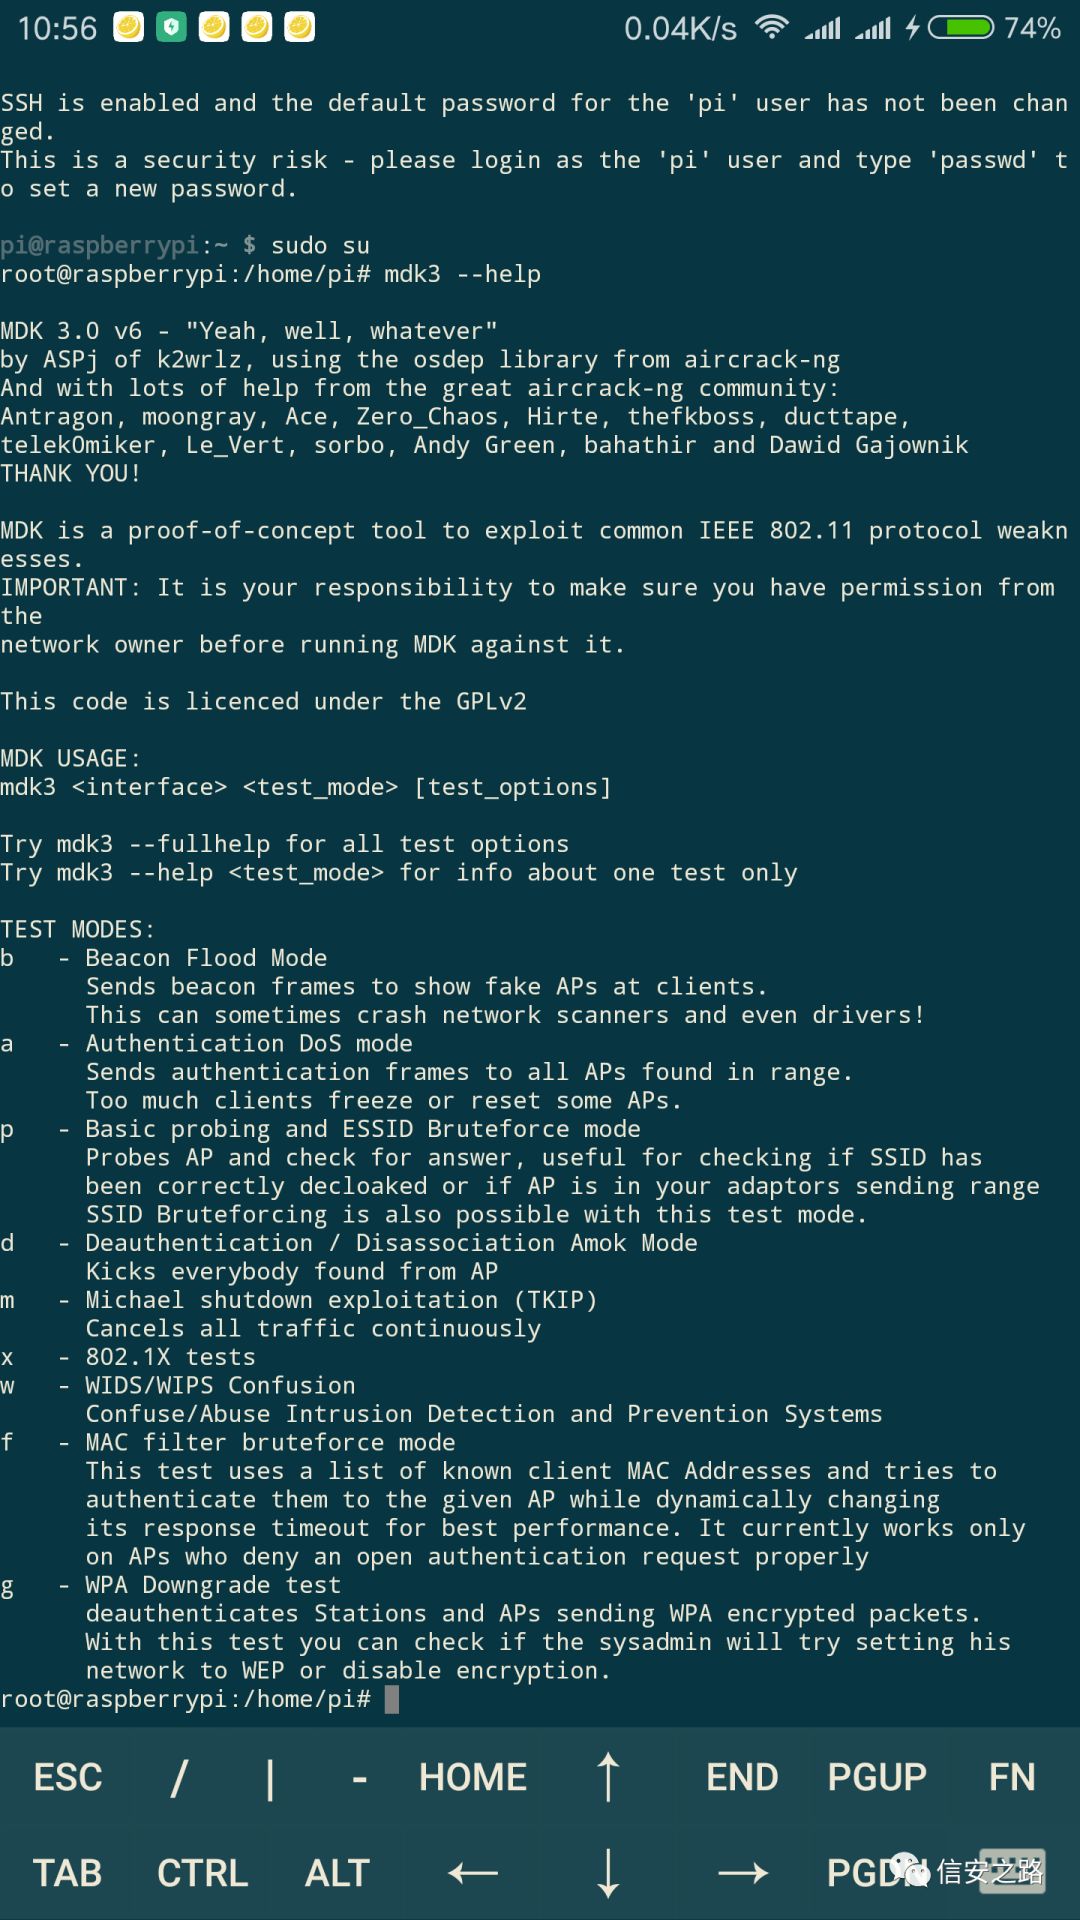 10:56 0.04K/s 74%
SSH is enabled and the default password for the 'pi' user has not been chan
ged.
This is a security risk - please login as the 'pi' user and type 'passwd' t
o set a new password.
pi@raspberrypi:~ $ sudo su
root@raspberrypi:/home/pi# mdk3 --help
MDK 3.0 v6 - "Yeah, well, whatever"
by ASPj of k2wrlz, using the osdep library from aircrack-ng
And with lots of help from the great aircrack-ng community:
Antragon, moongray, Ace, Zero_Chaos, Hirte, thefkboss, ducttape,
telek0miker, Le_Vert, sorbo, Andy Green, bahathir and Dawid Gajownik
THANK YOU!
MDK is a proof-of-concept tool to exploit common IEEE 802.11 protocol weakn
esses.
IMPORTANT: It is your responsibility to make sure you have permission from
the
network owner before running MDK against it.
This code is licenced under the GPLv2
MDK USAGE:
mdk3 <interface> <test_mode> [test_options]
Try mdk3 --fullhelp for all test options
Try mdk3 --help <test_mode> for info about one test only
TEST MODES:
b - Beacon Flood Mode
Sends beacon frames to show fake APs at clients.
This can sometimes crash network scanners and even drivers!
a - Authentication DoS mode
Sends authentication frames to all APs found in range.
Too much clients freeze or reset some APs.
p - Basic probing and ESSID Bruteforce mode
Probes AP and check for answer, useful for checking if SSID has
been correctly decloaked or if AP is in your adaptors sending range
SSID Bruteforcing is also possible with this test mode.
d - Deauthentication / Disassociation Amok Mode
Kicks everybody found from AP
m - Michael shutdown exploitation (TKIP)
Cancels all traffic continuously
x - 802.1X tests
w - WIDS/WIPS Confusion
Confuse/Abuse Intrusion Detection and Prevention Systems
f - MAC filter bruteforce mode
This test uses a list of known client MAC Addresses and tries to
authenticate them to the given AP while dynamically changing
its response timeout for best performance. It currently works only
on APs who deny an open authentication request properly
g - WPA Downgrade test
deauthenticates Stations and APs sending WPA encrypted packets.
With this test you can check if the sysadmin will try setting his
network to WEP or disable encryption.
root@raspberrypi:/home/pi#
ESC / | - HOME ↑ END PGUP FN
TAB CTRL ALT ← ↓ → PGDN 信安之路